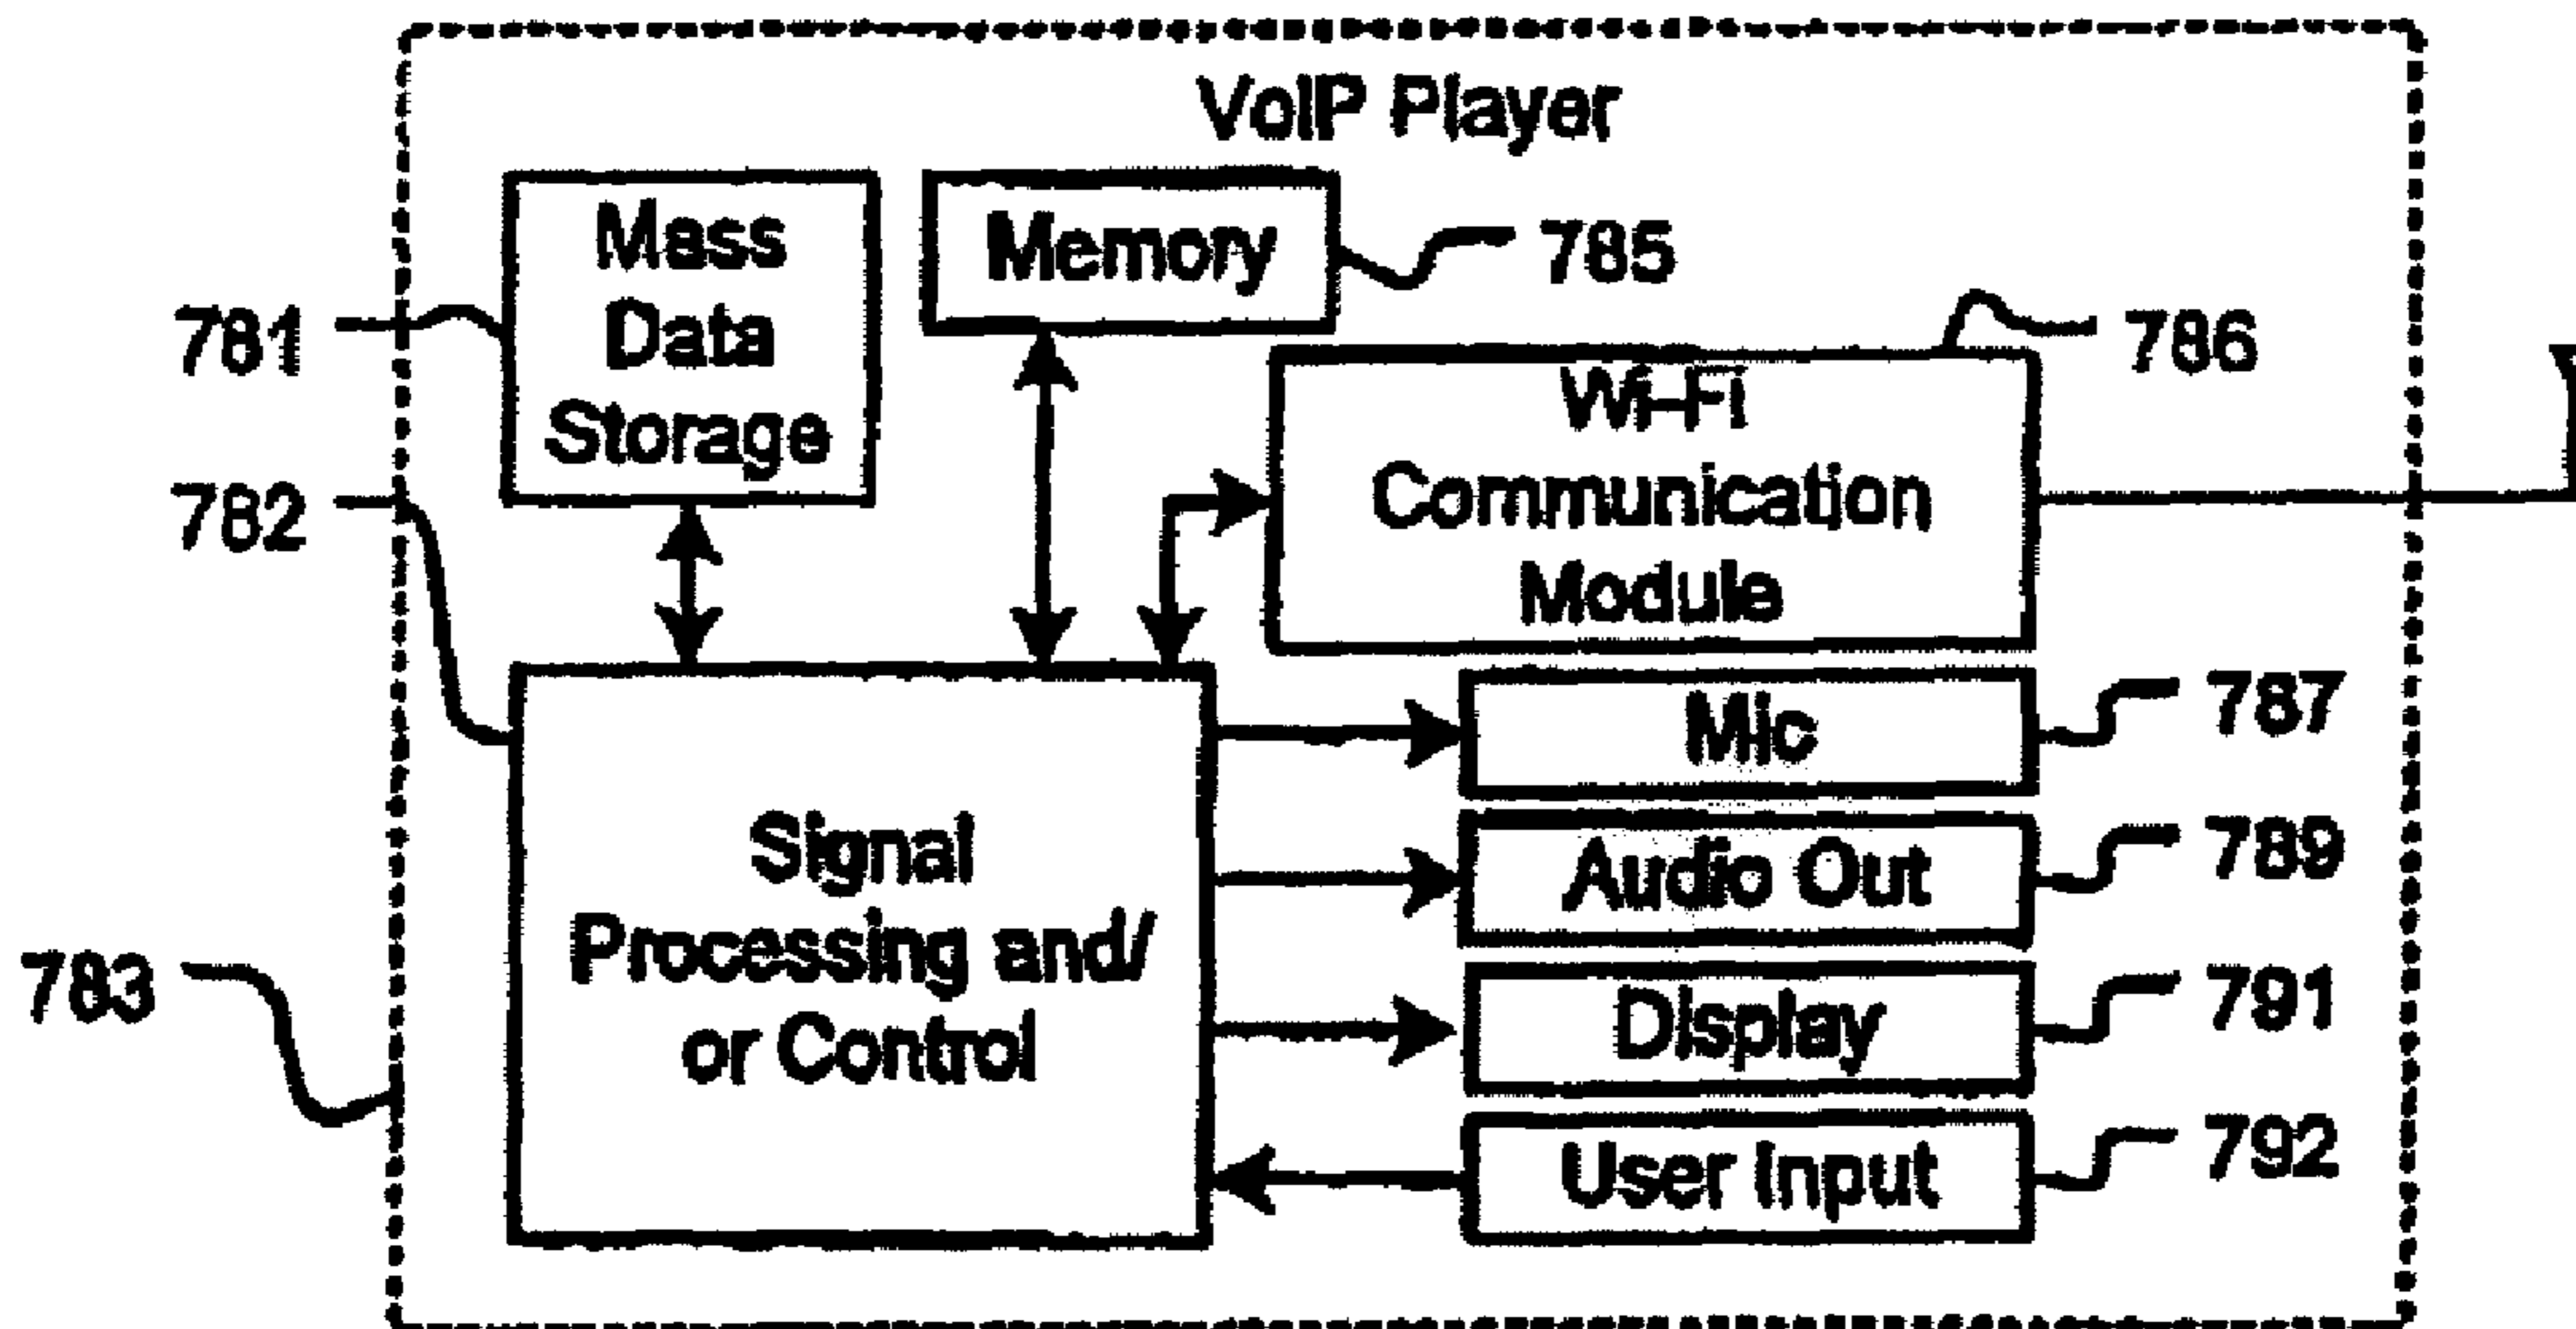 VoIP Player
Mass
Data
Storage
Memory
785
781
786
Wi-Fi
Communication
Module
782
Mic
787
Signal
Processing and/
or Control
Audio Out
789
783
Display
791
User Input
792